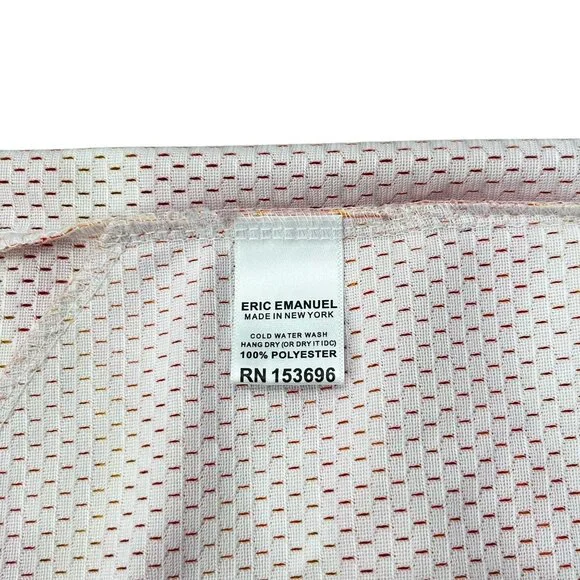 ERIC EMANUEL
MADE IN NEW YORK
COLD WATER WASH
HANG DRY (OR DRY IT IDC)
100% POLYESTER
RN 153696